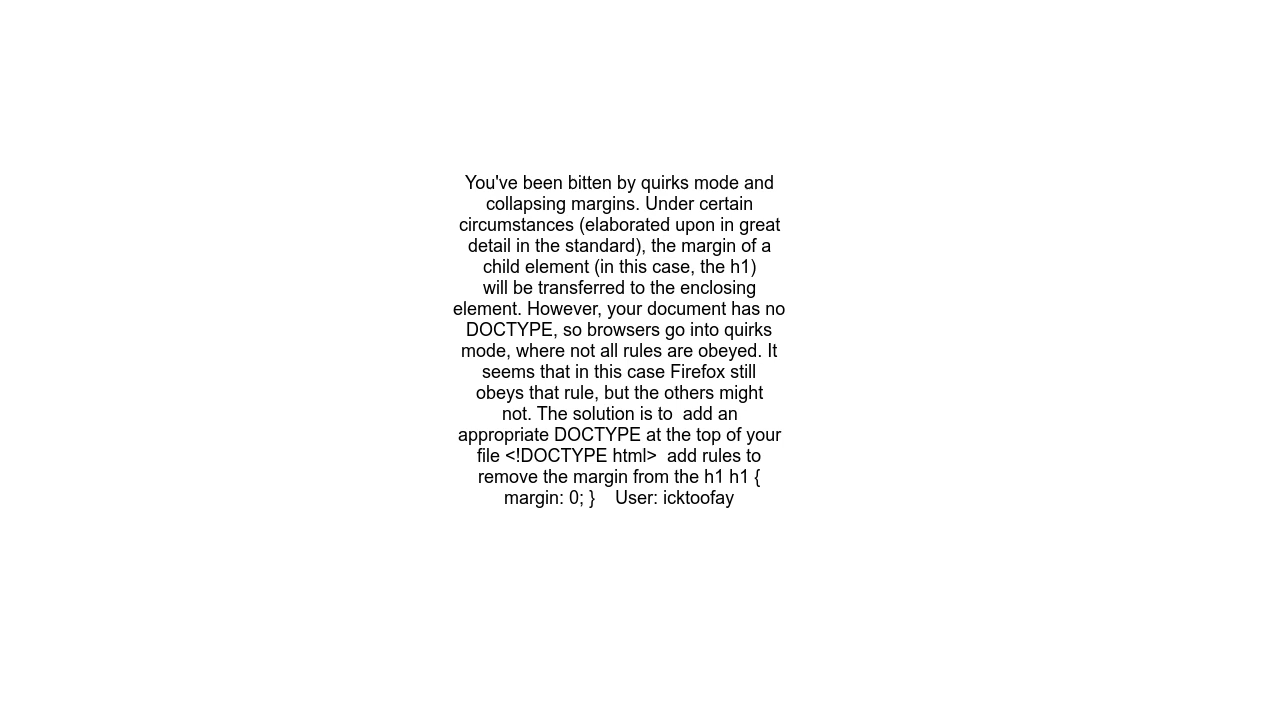 You've been bitten by quirks mode and
collapsing margins. Under certain
circumstances (elaborated upon in great
detail in the standard), the margin of a
child element (in this case, the h1)
will be transferred to the enclosing
element. However, your document has no
DOCTYPE, so browsers go into quirks
mode, where not all rules are obeyed. It
seems that in this case Firefox still
obeys that rule, but the others might
not. The solution is to  add an
appropriate DOCTYPE at the top of your
file <!DOCTYPE html>  add rules to
remove the margin from the h1 h1 {
margin: 0; }    User: icktoofay